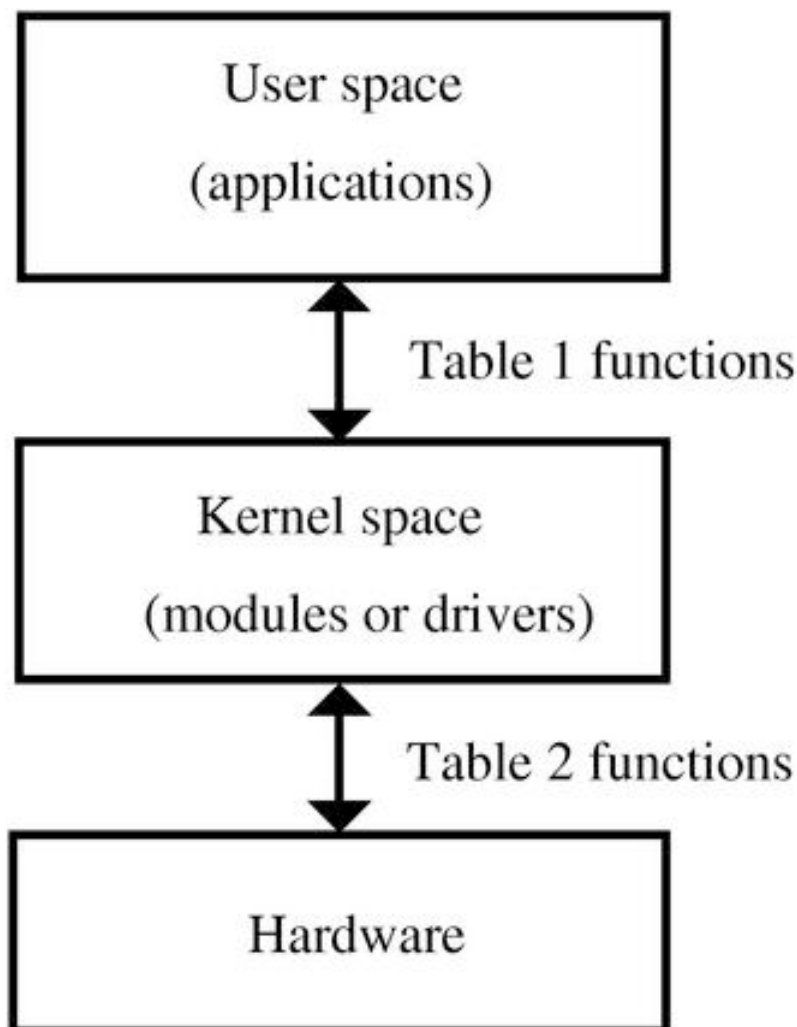 User space
(applications)
Table 1 functions
Kernel space
(modules or drivers)
Table 2 functions
Hardware